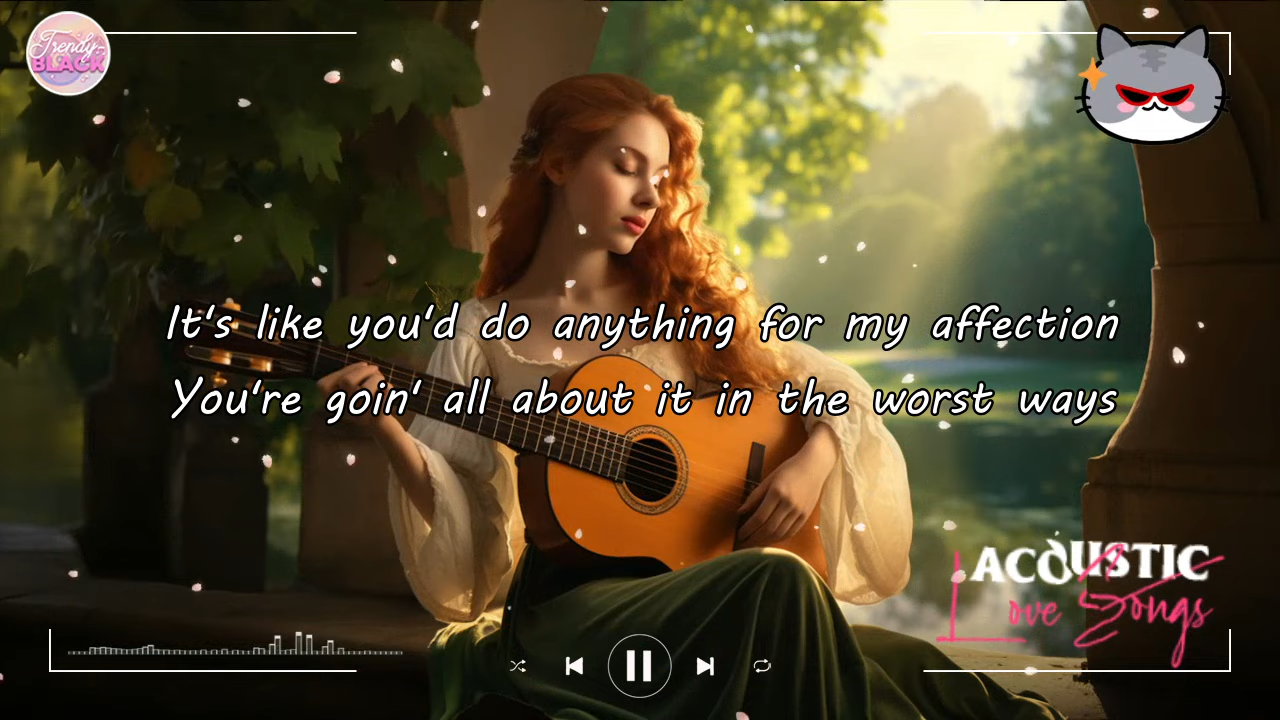 Trendy
BLACK
It's like you'd do anything for my affection
You're goin' all about it in the worst ways
ACOUSTIC
Love Songs